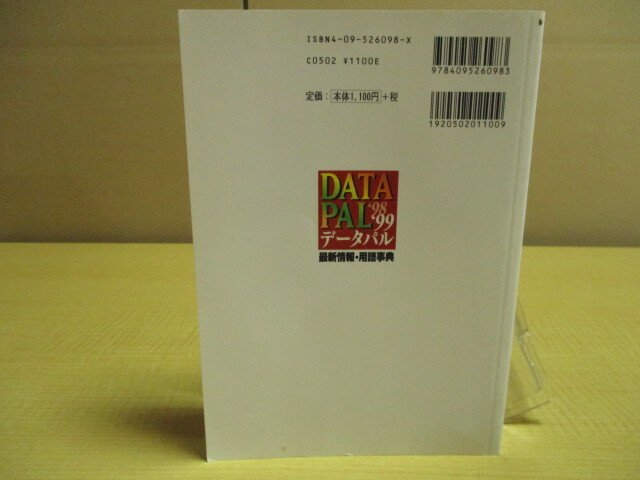 ISBN4-09-526098-X
C0502 ¥1100E
定価：本体1,100円+税
9784095260983
1920502011009
DATA
PAL '98
'99
データパル
最新情報・用語事典